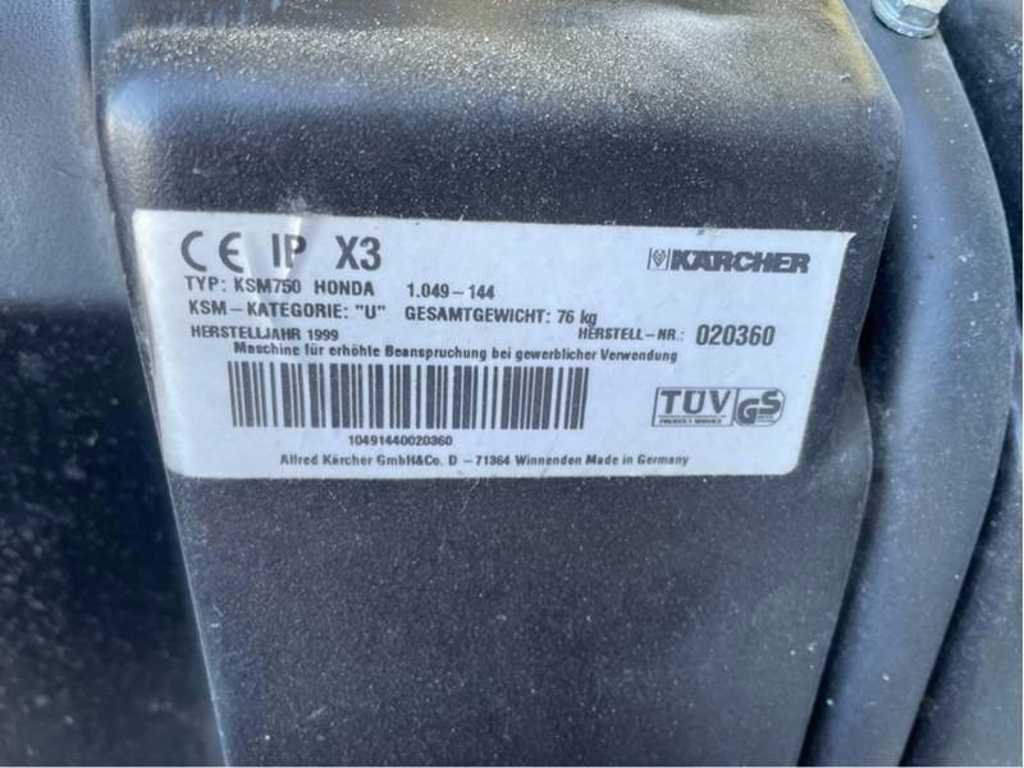 CE IP X3 KÄRCHER
TYP: KSM750 HONDA 1.049-144
KSM-KATEGORIE: "U" GESAMTGEWICHT: 76 kg
HERSTELLJAHR 1999 HERSTELL-NR.: 020360
Maschine für erhöhte Beanspruchung bei gewerblicher Verwendung
TÜV GS
PRODUCT SERVICE
10491440020360
Alfred Kärcher GmbH&Co. D-71364 Winnenden Made in Germany